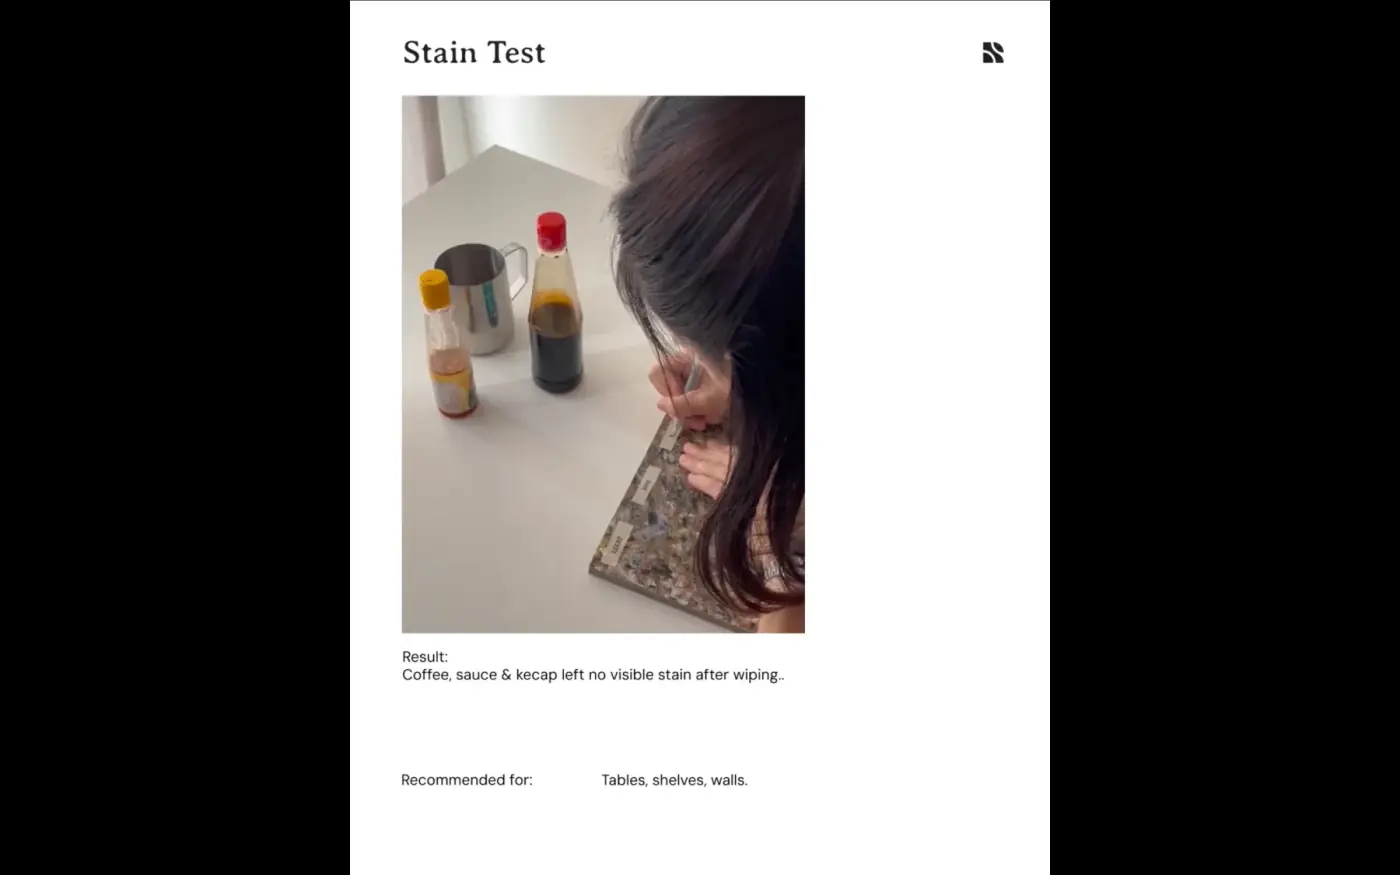 Stain Test
Result:
Coffee, sauce & kecap left no visible stain after wiping..
Recommended for:
Tables, shelves, walls.